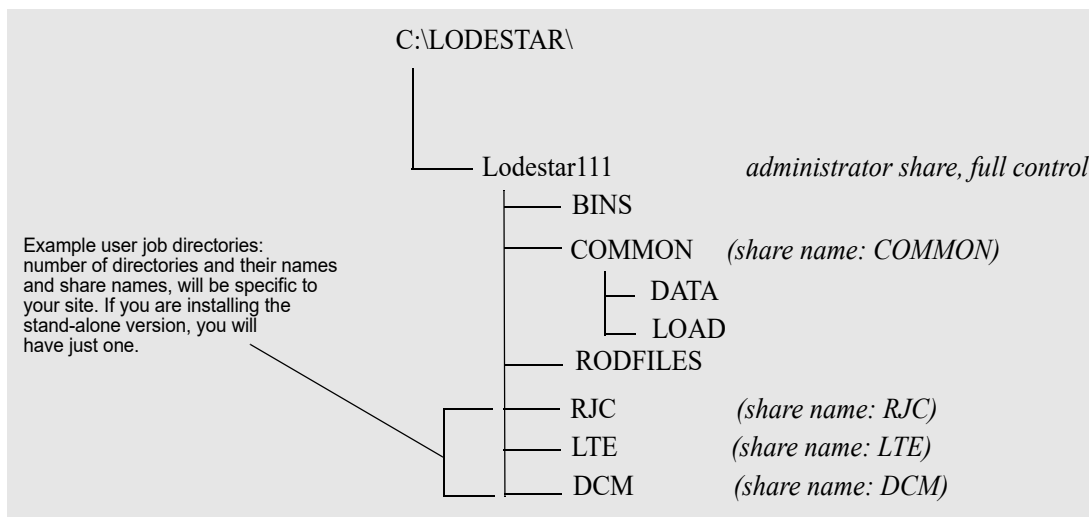 C:\LODESTAR\
Lodestar111 administrator share, full control
BINS
COMMON (share name: COMMON)
DATA
LOAD
RODFILES
Example user job directories:
number of directories and their names
and share names, will be specific to
your site. If you are installing the
stand-alone version, you will
have just one.
RJC (share name: RJC)
LTE (share name: LTE)
DCM (share name: DCM)